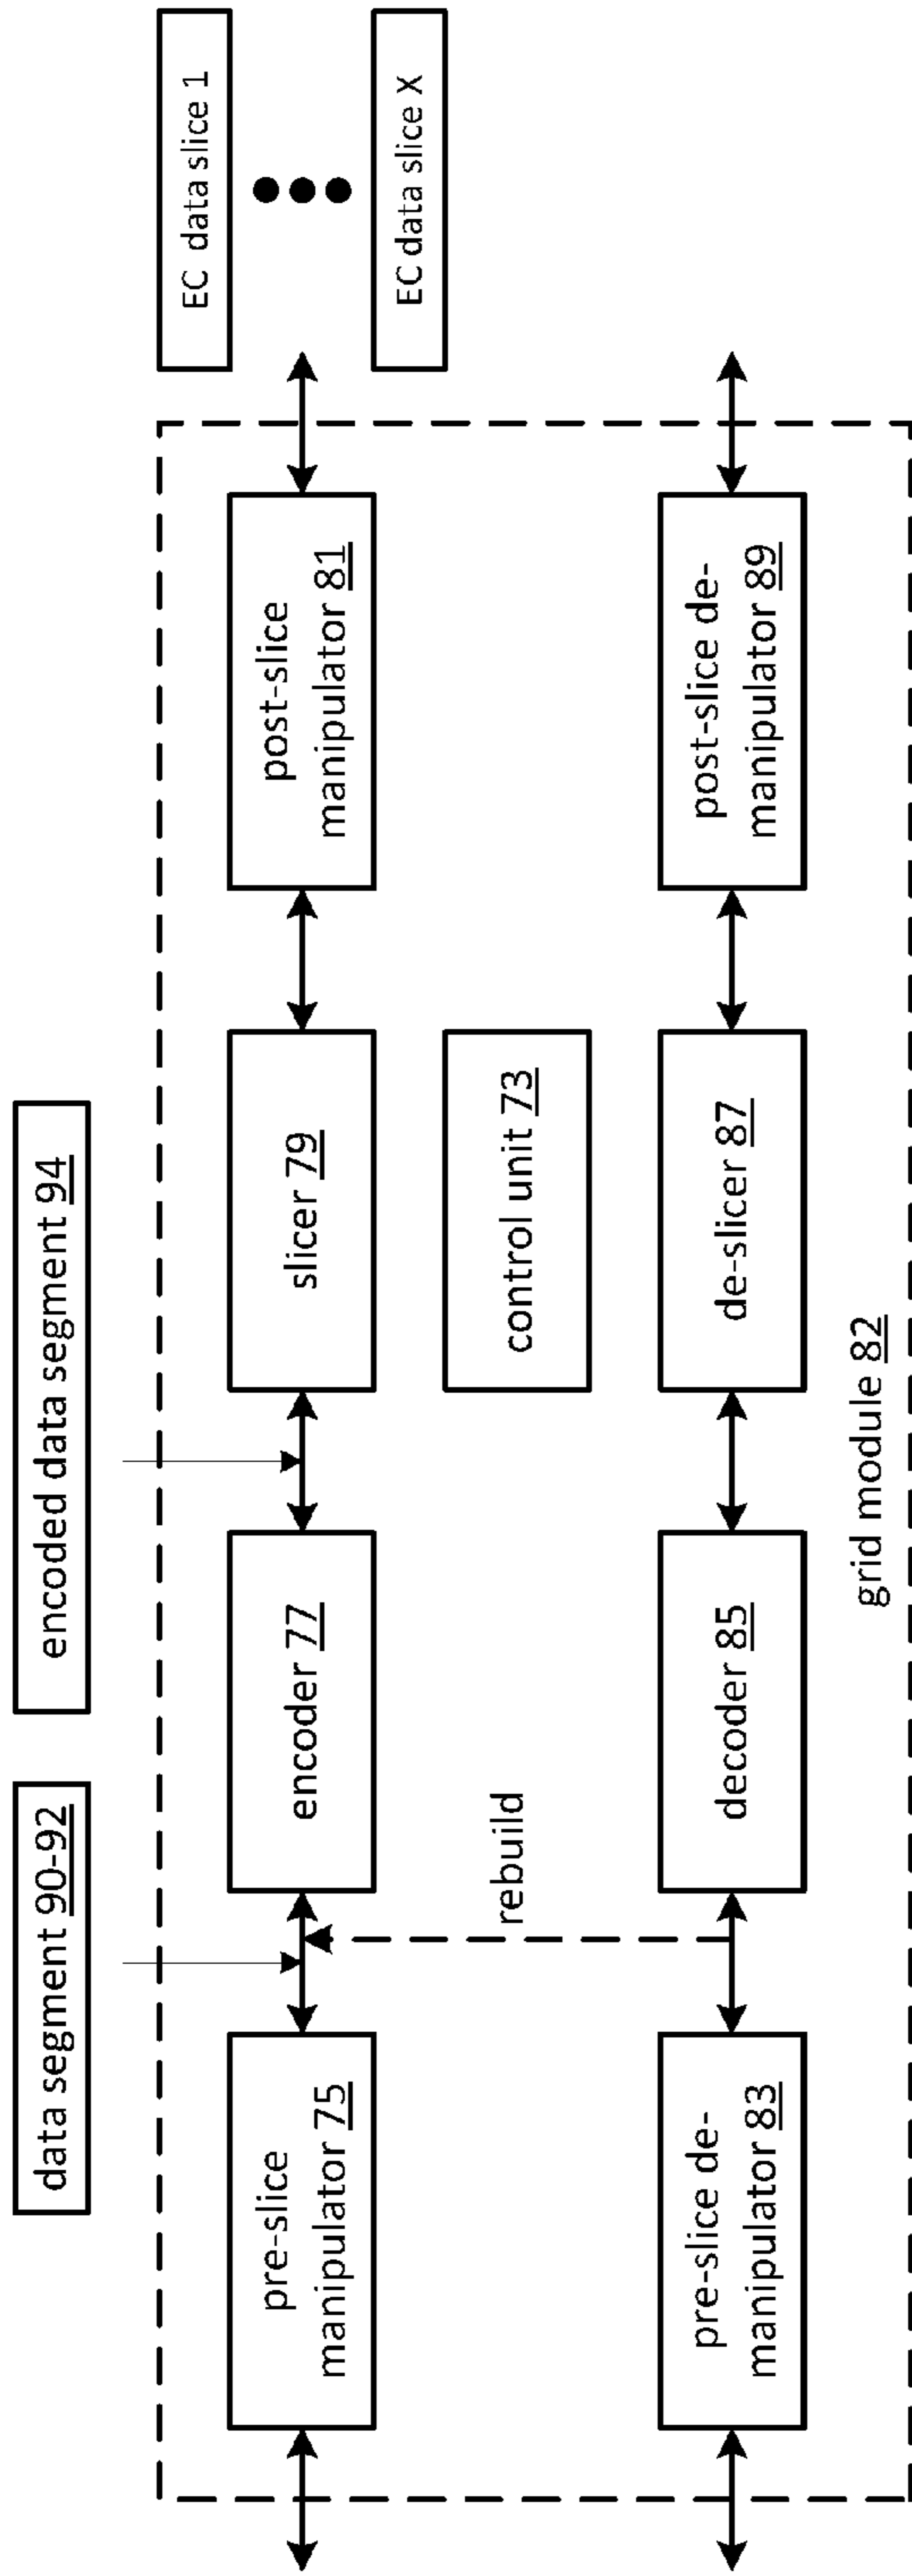 data segment 90-92
encoded data segment 94
EC data slice 1
EC data slice X
pre-slice
manipulator 75
encoder 77
slicer 79
post-slice
manipulator 81
rebuild
control unit 73
pre-slice de-
manipulator 83
decoder 85
de-slicer 87
post-slice de-
manipulator 89
grid module 82